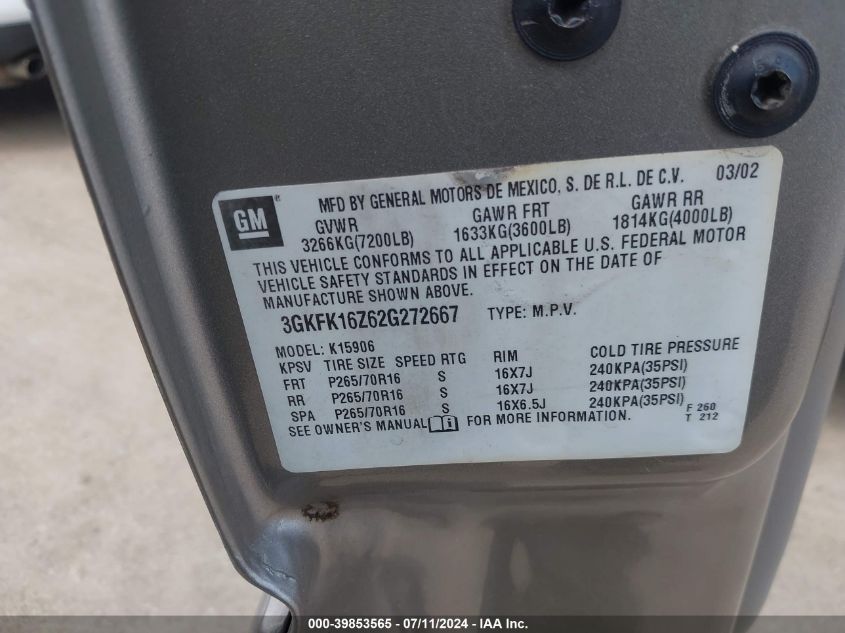 GM ®
MFD BY GENERAL MOTORS DE MEXICO, S. DE R.L. DE C.V. 03/02
GVWR GAWR FRT GAWR RR
3266KG(7200LB) 1633KG(3600LB) 1814KG(4000LB)
THIS VEHICLE CONFORMS TO ALL APPLICABLE U.S. FEDERAL MOTOR
VEHICLE SAFETY STANDARDS IN EFFECT ON THE DATE OF
MANUFACTURE SHOWN ABOVE.
3GKFK16Z62G272667 TYPE: M.P.V.
MODEL: K15906
KPSV TIRE SIZE SPEED RTG RIM COLD TIRE PRESSURE
FRT P265/70R16 S 16X7J 240KPA(35PSI)
RR P265/70R16 S 16X7J 240KPA(35PSI)
SPA P265/70R16 S 16X6.5J 240KPA(35PSI)
SEE OWNER'S MANUAL FOR MORE INFORMATION.
F 260
T 212
000-39853565 - 07/11/2024 - IAA Inc.